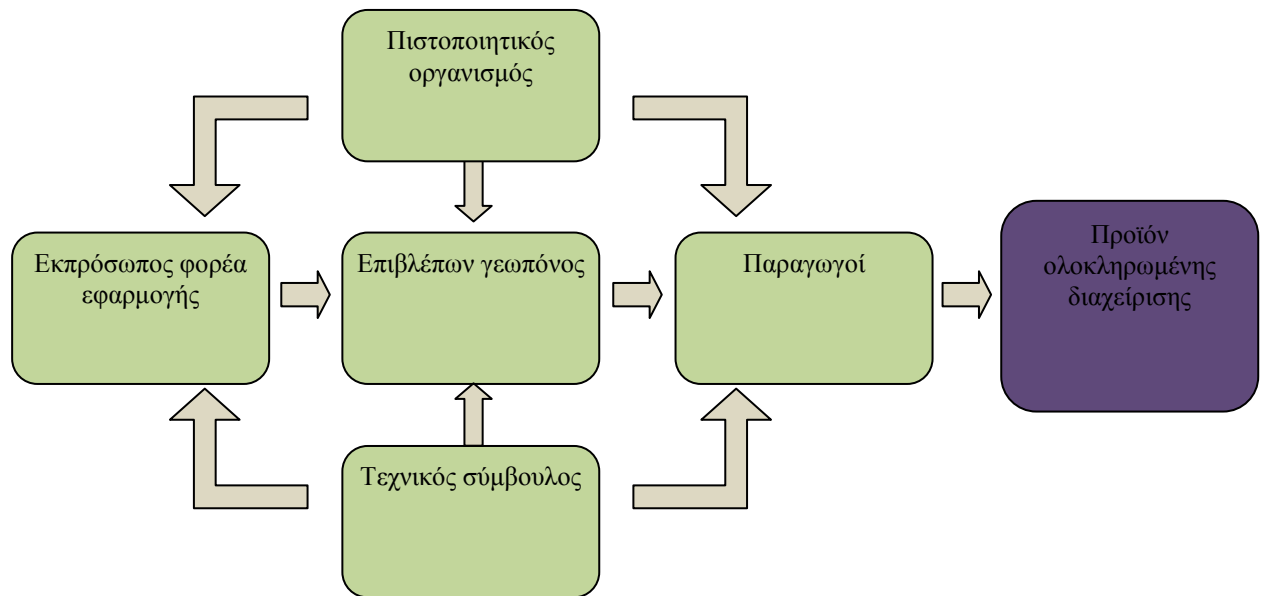 Πιστοποιητικός
οργανισμός
Εκπρόσωπος φορέα
εφαρμογής
Επιβλέπων γεωπόνος
Παραγωγοί
Προϊόν
ολοκληρωμένης
διαχείρισης
Τεχνικός σύμβουλος